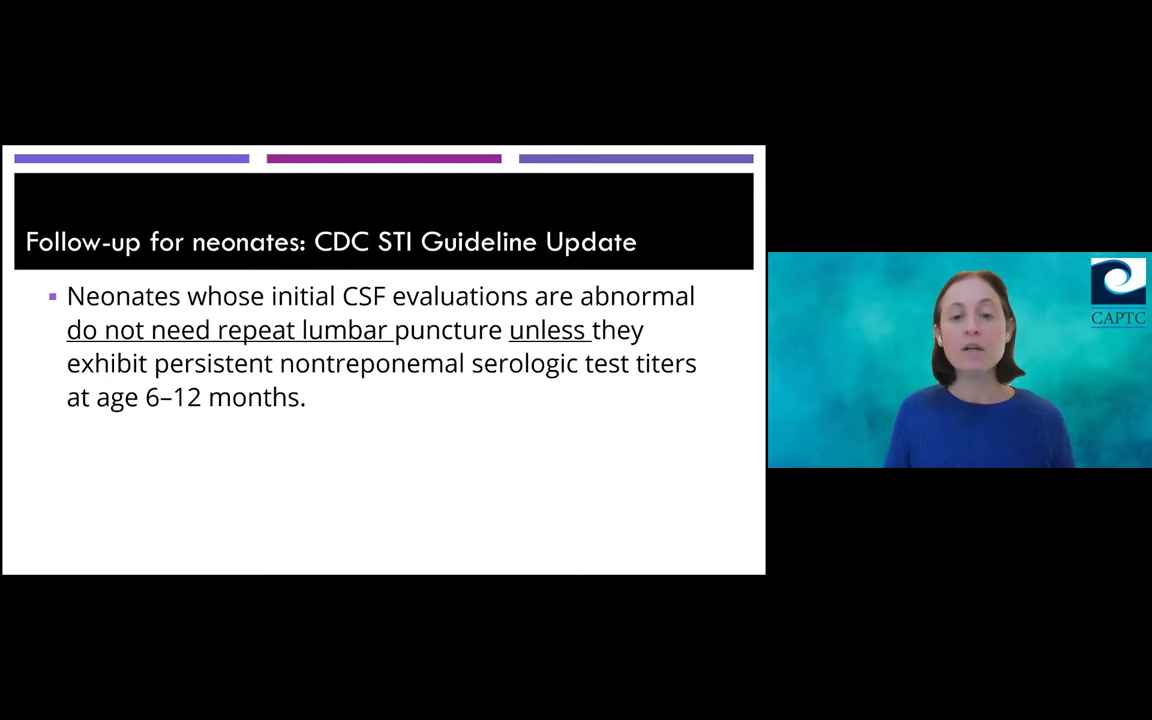 Follow-up for neonates: CDC STI Guideline Update
Neonates whose initial CSF evaluations are abnormal
do not need repeat lumbar puncture unless they
exhibit persistent nontreponemal serologic test titers
at age 6–12 months.
CAPTC